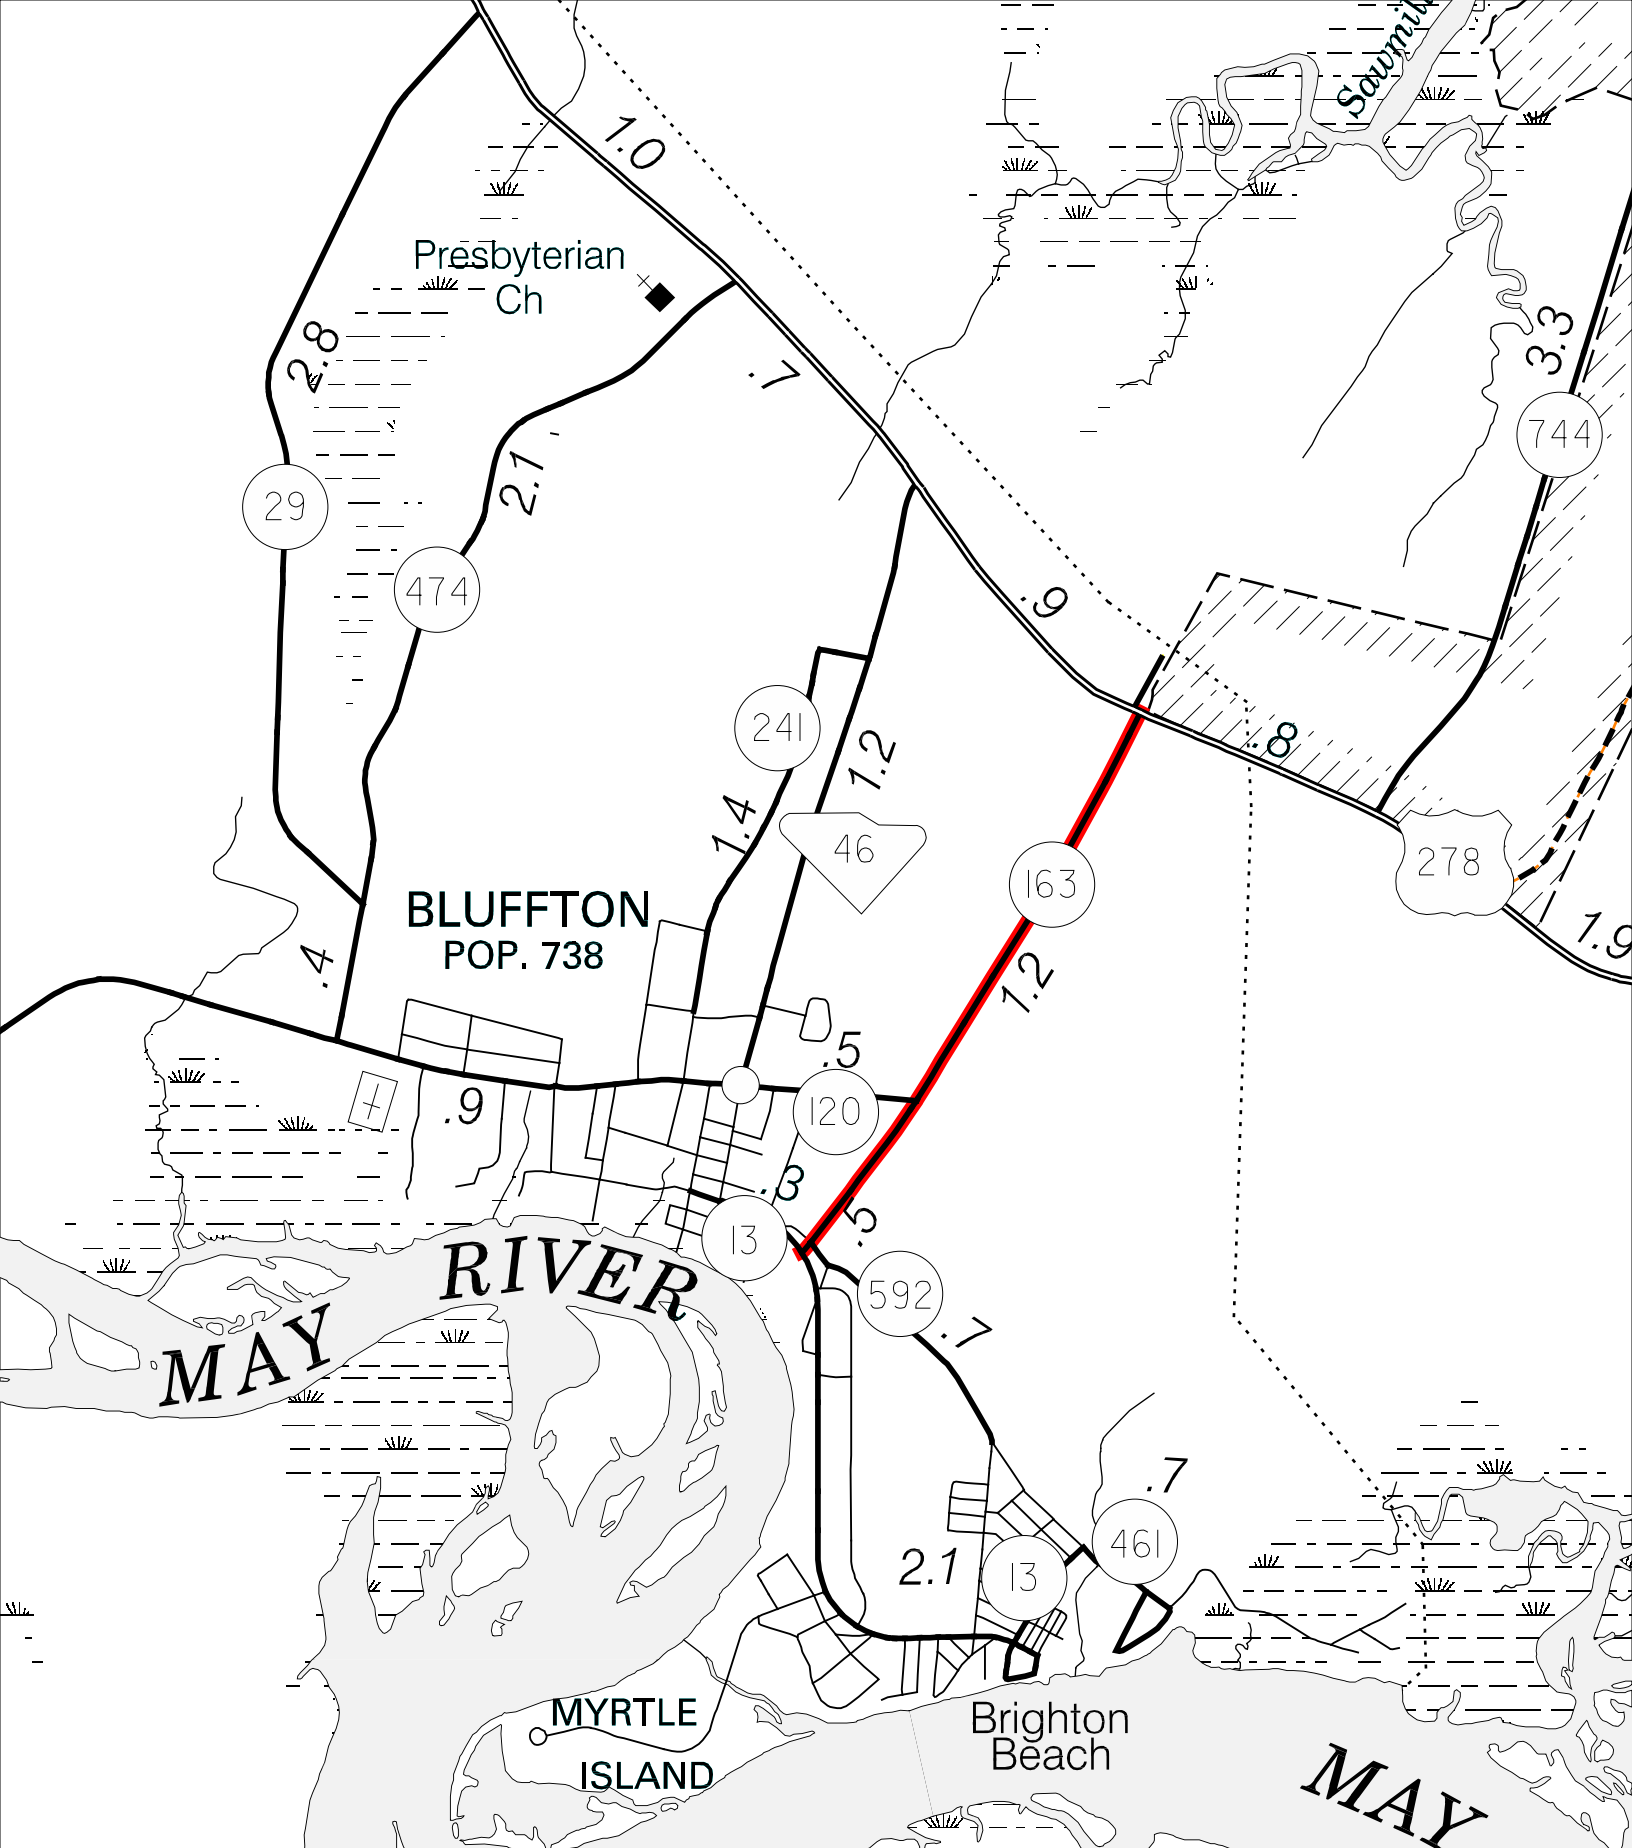 Sawmill
1.0
Presbyterian
Ch
2.8
.7
3.3
744
2.1
29
474
.9
241
1.2
.8
1.4
46
278
163
BLUFFTON
POP. 738
1.9
.4
1.2
.5
.9
120
.3
.5
13
MAY RIVER
592
.7
.7
461
2.1
13
MYRTLE
ISLAND
Brighton
Beach
MAY